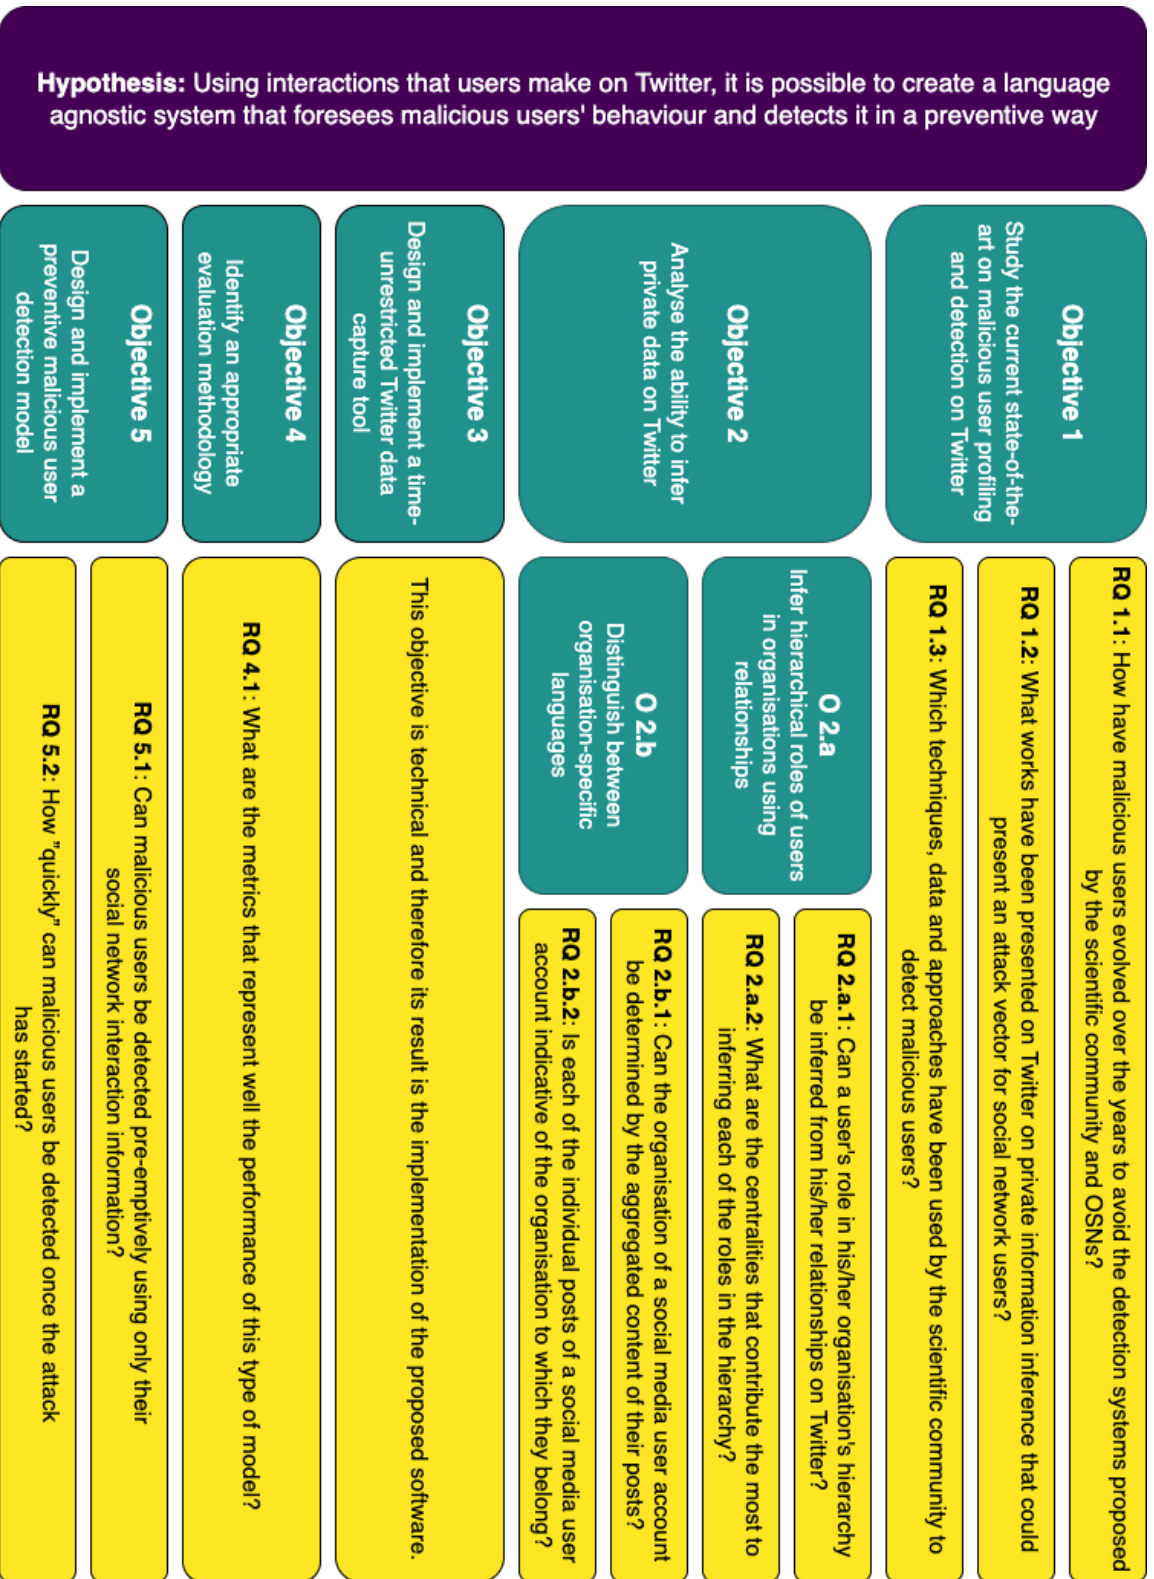 Hypothesis: Using interactions that users make on Twitter, it is possible to create a language
agnostic system that foresees malicious users' behaviour and detects it in a preventive way
Objective 1
Study the current state-of-the-
art on malicious user profiling
and detection on Twitter
RQ 1.1: How have malicious users evolved over the years to avoid the detection systems proposed
by the scientific community and OSNs?
RQ 1.2: What works have been presented on Twitter on private information inference that could
present an attack vector for social network users?
RQ 1.3: Which techniques, data and approaches have been used by the scientific community to
detect malicious users?
Objective 2
Analyse the ability to infer
private data on Twitter
O 2.a
Infer hierarchical roles of users
in organisations using
relationships
RQ 2.a.1: Can a user's role in his/her organisation's hierarchy
be inferred from his/her relationships on Twitter?
RQ 2.a.2: What are the centralities that contribute the most to
inferring each of the roles in the hierarchy?
O 2.b
Distinguish between
organisation-specific
languages
RQ 2.b.1: Can the organisation of a social media user account
be determined by the aggregated content of their posts?
RQ 2.b.2: Is each of the individual posts of a social media user
account indicative of the organisation to which they belong?
Objective 3
Design and implement a time-
unrestricted Twitter data
capture tool
This objective is technical and therefore its result is the implementation of the proposed software.
Objective 4
Identify an appropriate
evaluation methodology
RQ 4.1: What are the metrics that represent well the performance of this type of model?
Objective 5
Design and implement a
preventive malicious user
detection model
RQ 5.1: Can malicious users be detected pre-emptively using only their
social network interaction information?
RQ 5.2: How "quickly" can malicious users be detected once the attack
has started?